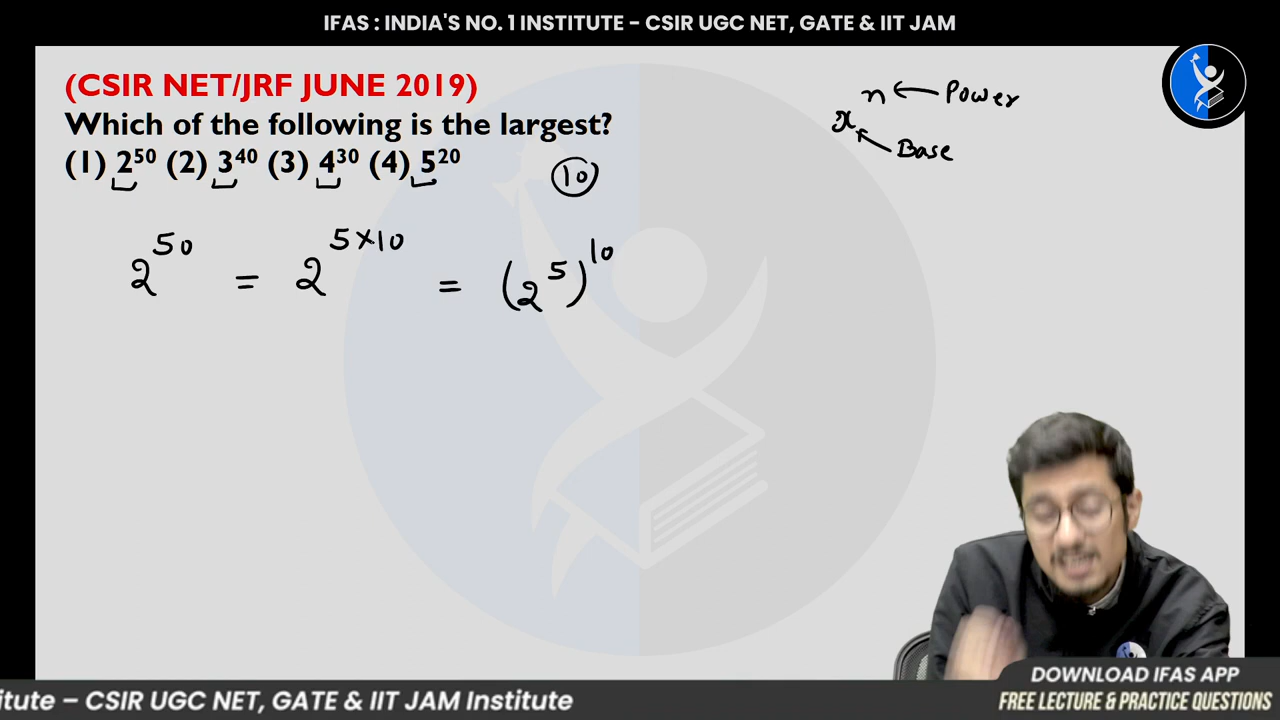 IFAS : INDIA'S NO. 1 INSTITUTE – CSIR UGC NET, GATE & IIT JAM
(CSIR NET/JRF JUNE 2019)
Which of the following is the largest?
(1) 2⁵⁰ (2) 3⁴⁰ (3) 4³⁰ (4) 5²⁰
10
xⁿ ← Power
Base
2⁵⁰ = 2⁵ˣ¹⁰ = (2⁵)¹⁰
DOWNLOAD IFAS APP
FREE LECTURE & PRACTICE QUESTIONS
itute – CSIR UGC NET, GATE & IIT JAM Institute